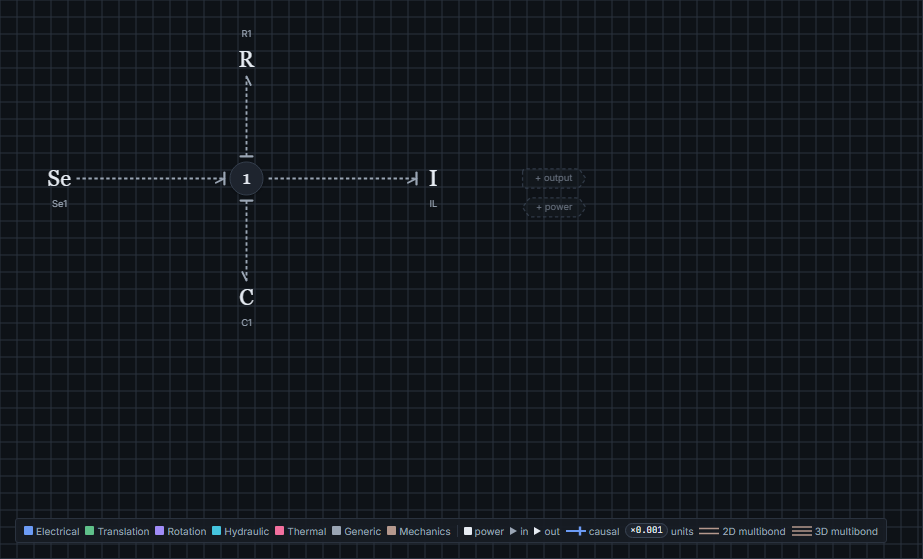 R1
R
Se
1
I
+ output
Se1
IL
+ power
C
C1
Electrical Translation Rotation Hydraulic Thermal Generic Mechanics power in out causal ×0.001 units 2D multibond 3D multibond